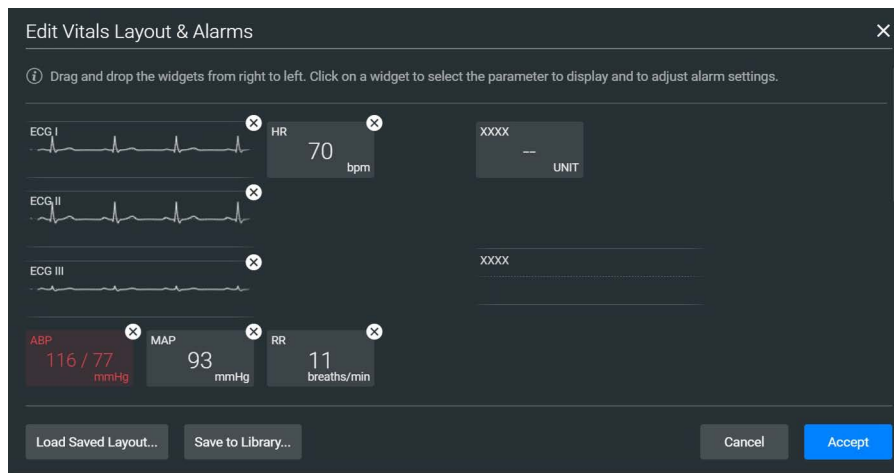 Edit Vitals Layout & Alarms
Drag and drop the widgets from right to left. Click on a widget to select the parameter to display and to adjust alarm settings.
ECG I
HR
70
bpm
XXXX
--
UNIT
ECG II
ECG III
XXXX
ABP
116 / 77
mmHg
MAP
93
mmHg
RR
11
breaths/min
Load Saved Layout...
Save to Library...
Cancel
Accept